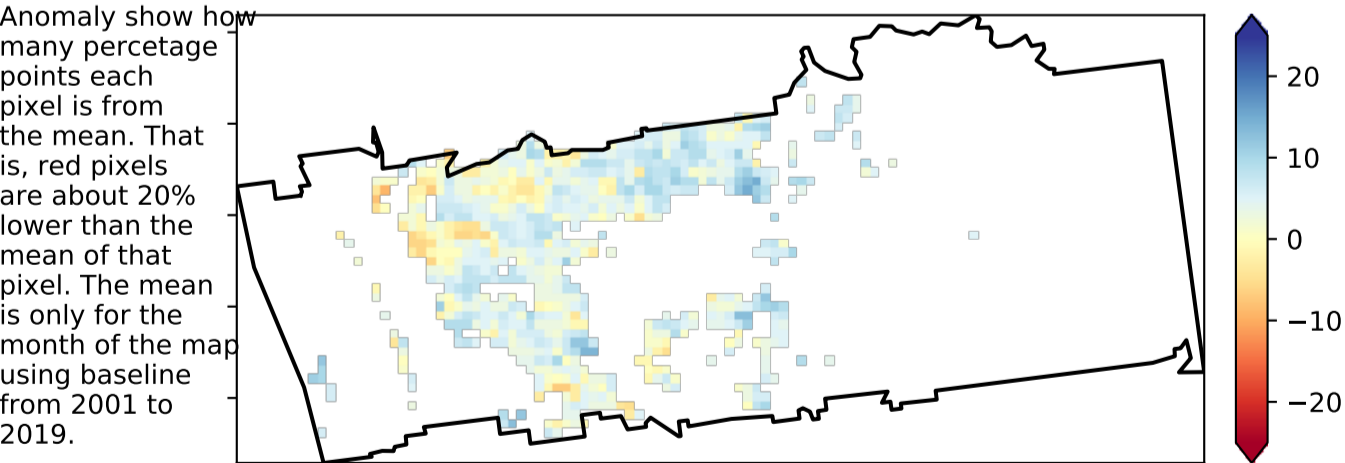 Anomaly show how
many percetage
points each
pixel is from
the mean. That
is, red pixels
are about 20%
lower than the
mean of that
pixel. The mean
is only for the
month of the map
using baseline
from 2001 to
2019.
20
10
0
−10
−20